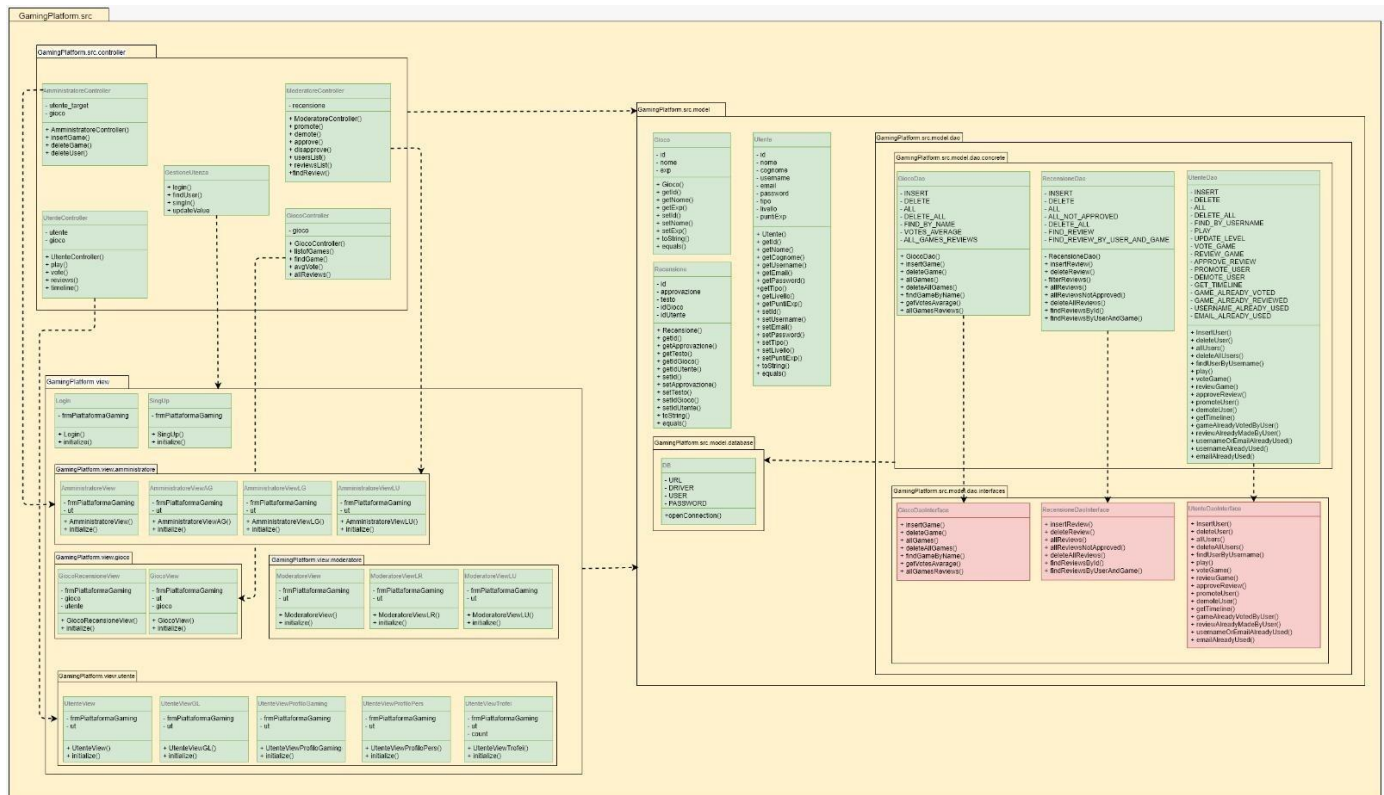 GamingPlatform.src
GamingPlatform.src.controller
AmministratoreController
- utente_target
- gioco
+ AmministratoreController()
+ insertGame()
+ deleteGame()
+ deleteUser()
ModeratoreController
- recensione
+ ModeratoreController()
+ promote()
+ demote()
+ approve()
+ disapprove()
+ usersList()
+ reviewsList()
+findReview()
GestioneUtenza
+ login()
+ findUser()
+ singIn()
+ updateValue
UtenteController
- utente
- gioco
+ UtenteController()
+ play()
+ vote()
+ reviews()
+ timeline()
GiocoController
- gioco
+ GiocoController()
+ listofGames()
+ findGame()
+ avgVote()
+ allReviews()
GamingPlatform.view
Login
- frmPiattaformaGaming
+ Login()
+ initialize()
SingUp
- frmPiattaformaGaming
+ SingUp()
+ initialize()
GamingPlatform.view.amministratore
AmministratoreView
- frmPiattaformaGaming
- ut
+ AmministratoreView()
+ initialize()
AmministratoreViewAG
- frmPiattaformaGaming
- ut
+ AmministratoreViewAG()
+ initialize()
AmministratoreViewLG
- frmPiattaformaGaming
- ut
+ AmministratoreViewLG()
+ initialize()
AmministratoreViewLU
- frmPiattaformaGaming
- ut
+ AmministratoreViewLU()
+ initialize()
GamingPlatform.view.gioco
GiocoRecensioneView
- frmPiattaformaGaming
- gioco
- utente
+ GiocoRecensioneView()
+ initialize()
GiocoView
- frmPiattaformaGaming
- ut
- gioco
+ GiocoView()
+ initialize()
GamingPlatform.view.moderatore
ModeratoreView
- frmPiattaformaGaming
- ut
+ ModeratoreView()
+ initialize()
ModeratoreViewLR
- frmPiattaformaGaming
- ut
+ ModeratoreViewLR()
+ initialize()
ModeratoreViewLU
- frmPiattaformaGaming
- ut
+ ModeratoreViewLU()
+ initialize()
GamingPlatform.view.utente
UtenteView
- frmPiattaformaGaming
- ut
+ UtenteView()
+ initialize()
UtenteViewGL
- frmPiattaformaGaming
- ut
+ UtenteViewGL()
+ initialize()
UtenteViewProfiloGaming
- frmPiattaformaGaming
- ut
+ UtenteViewProfiloGaming
+ initialize()
UtenteViewProfiloPers
- frmPiattaformaGaming
- ut
+ UtenteViewProfiloPers()
+ initialize()
UtenteViewTrofei
- frmPiattaformaGaming
- ut
- count
+ UtenteViewTrofei()
+ initialize()
GamingPlatform.src.model
Gioco
- id
- nome
- exp
+ Gioco()
+ getId()
+ getNome()
+ getExp()
+ setId()
+ setNome()
+ setExp()
+ toString()
+ equals()
Utente
- id
- nome
- cognome
- username
- email
- password
- tipo
- livello
- puntiExp
+ Utente()
+ getId()
+ getNome()
+ getCognome()
+ getUsername()
+ getEmail()
+ getPassword()
+getTipo()
+ getLivello()
+ getPuntiExp()
+ setId()
+ setUsername()
+ setEmail()
+ setPassword()
+ setTipo()
+ setLivello()
+ setPuntiExp()
+ toString()
+ equals()
Recensione
- id
- approvazione
- testo
- idGioco
- idUtente
+ Recensione()
+ getId()
+ getApprovazione()
+ getTesto()
+ getIdGioco()
+ getIdUtente()
+ setId()
+ setApprovazione()
+ setTesto()
+ setIdGioco()
+ setIdUtente()
+ toString()
+ equals()
GamingPlatform.src.model.database
DB
- URL
- DRIVER
- USER
- PASSWORD
+openConnection()
GamingPlatform.src.model.dao
GamingPlatform.src.model.dao.concrete
GiocoDao
- INSERT
- DELETE
- ALL
- DELETE_ALL
- FIND_BY_NAME
- VOTES_AVERAGE
- ALL_GAMES_REVIEWS
+ GiocoDao()
+ insertGame()
+ deleteGame()
+ allGames()
+ deleteAllGames()
+ findGameByName()
+ getVotesAvarage()
+ allGamesReviews()
RecensioneDao
- INSERT
- DELETE
- ALL
- ALL_NOT_APPROVED
- DELETE_ALL
- FIND_REVIEW
- FIND_REVIEW_BY_USER_AND_GAME
- RecensioneDao()
+ insertReview()
+ deleteReview()
+ filterReviews()
+ allReviews()
+ allReviewsNotApproved()
+ deleteAllReviews()
+ findReviewsById()
+ findReviewsByUserAndGame()
UtenteDao
- INSERT
- DELETE
- ALL
- DELETE_ALL
- FIND_BY_USERNAME
- PLAY
- UPDATE_LEVEL
- VOTE_GAME
- REVIEW_GAME
- APPROVE_REVIEW
- PROMOTE_USER
- DEMOTE_USER
- GET_TIMELINE
- GAME_ALREADY_VOTED
- GAME_ALREADY_REVIEWED
- USERNAME_ALREADY_USED
- EMAIL_ALREADY_USED
+ InsertUser()
+ deleteUser()
+ allUsers()
+ deleteAllUsers()
+ findUserByUsername()
+ play()
+ voteGame()
+ reviewGame()
+ approveReview()
+ promoteUser()
+ demoteUser()
+ getTimeline()
+ gameAlreadyVotedByUser()
+ reviewAlreadyMadeByUser()
+ usernameOrEmailAlreadyUsed()
+ usernameAlreadyUsed()
+ emailAlreadyUsed()
GamingPlatform.src.model.dao.interfaces
GiocoDaoInterface
+ insertGame()
+ deleteGame()
+ allGames()
+ deleteAllGames()
+ findGameByName()
+ getVotesAvarage()
+ allGamesReviews()
RecensioneDaoInterface
+ insertReview()
+ deleteReview()
+ allReviews()
+ allReviewsNotApproved()
+ deleteAllReviews()
+ findReviewsById()
+ findReviewsByUserAndGame()
UtenteDaoInterface
+ InsertUser()
+ deleteUser()
+ allUsers()
+ deleteAllUsers()
+ findUserByUsername()
+ play()
+ voteGame()
+ reviewGame()
+ approveReview()
+ promoteUser()
+ demoteUser()
+ getTimeline()
+ gameAlreadyVotedByUser()
+ reviewAlreadyMadeByUser()
+ usernameOrEmailAlreadyUsed()
+ usernameAlreadyUsed()
+ emailAlreadyUsed()